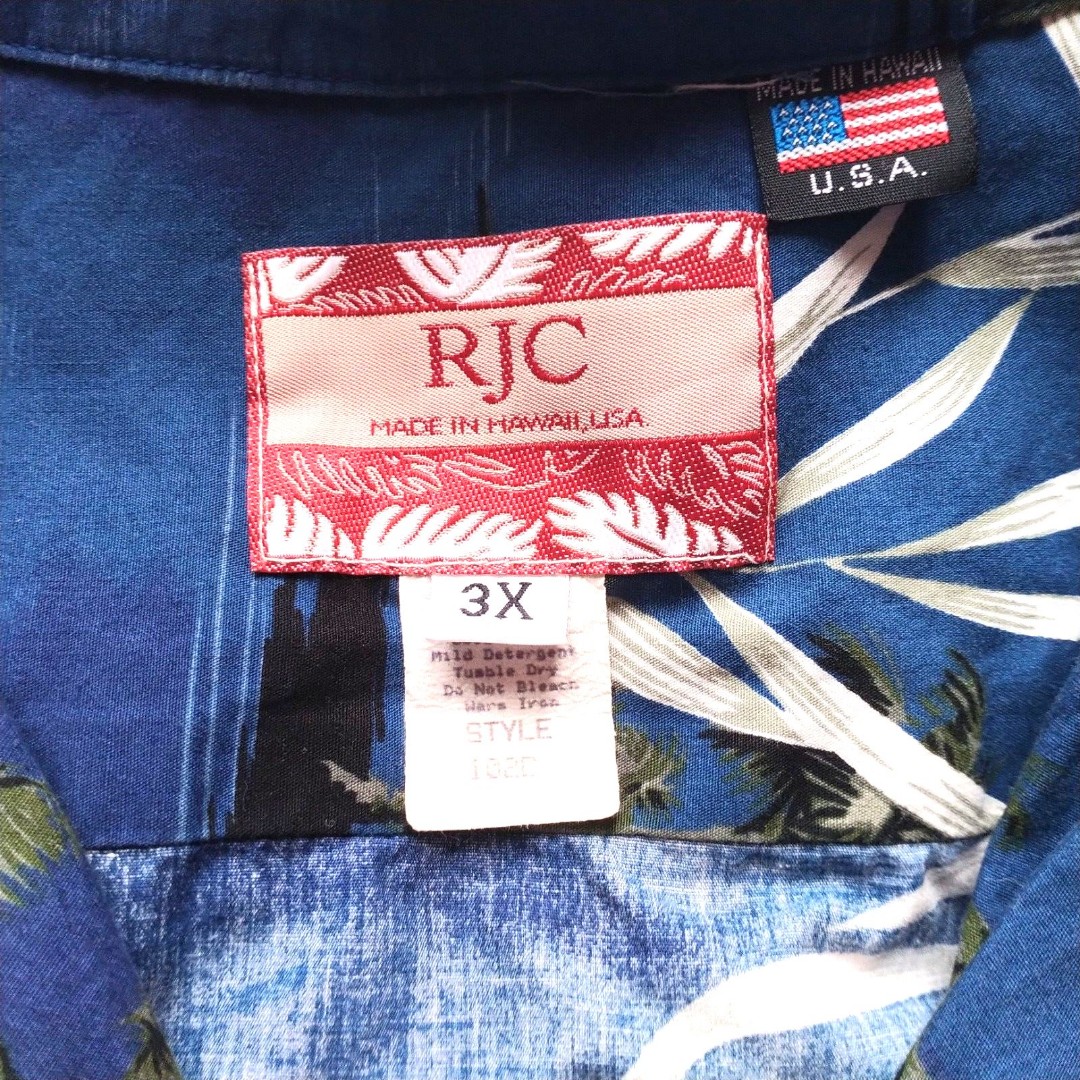 MADE IN HAWAII
U.S.A.
RJC
MADE IN HAWAII, USA.
3X
Mild Detergent
Tumble Dry
Do Not Bleach
Warm Iron
STYLE